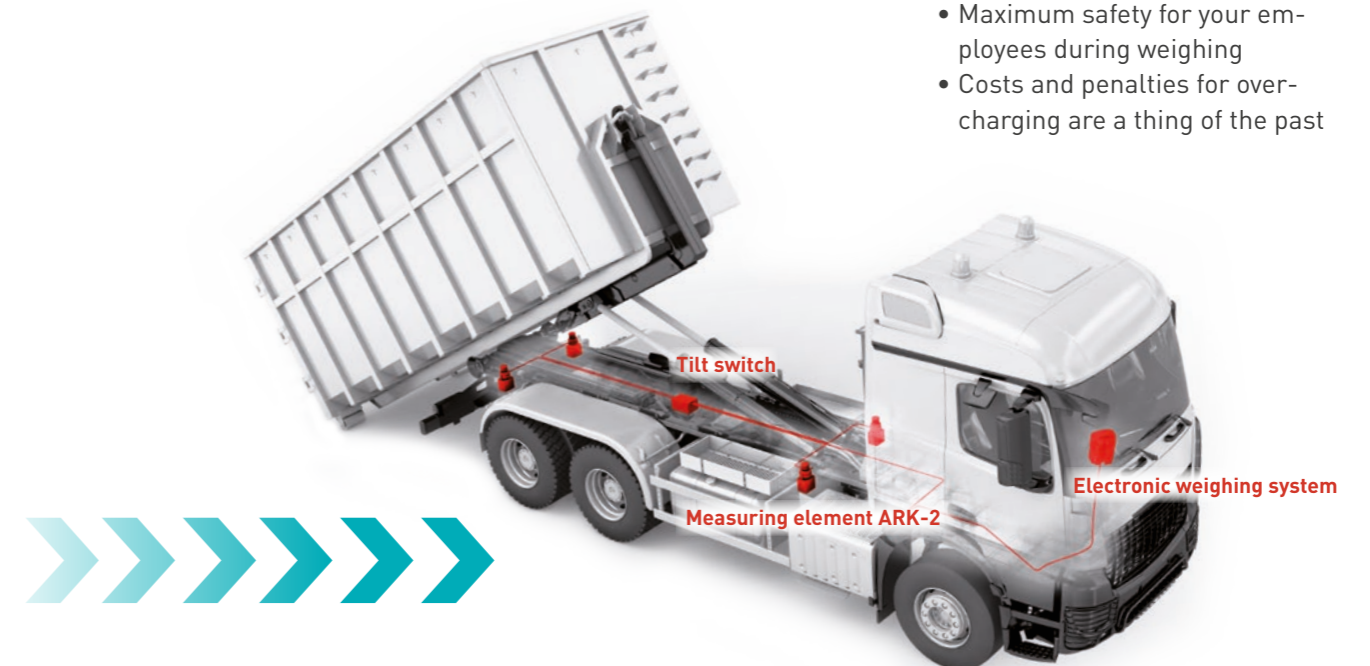 • Maximum safety for your em-
ployees during weighing
• Costs and penalties for over-
charging are a thing of the past
Tilt switch
Electronic weighing system
Measuring element ARK-2